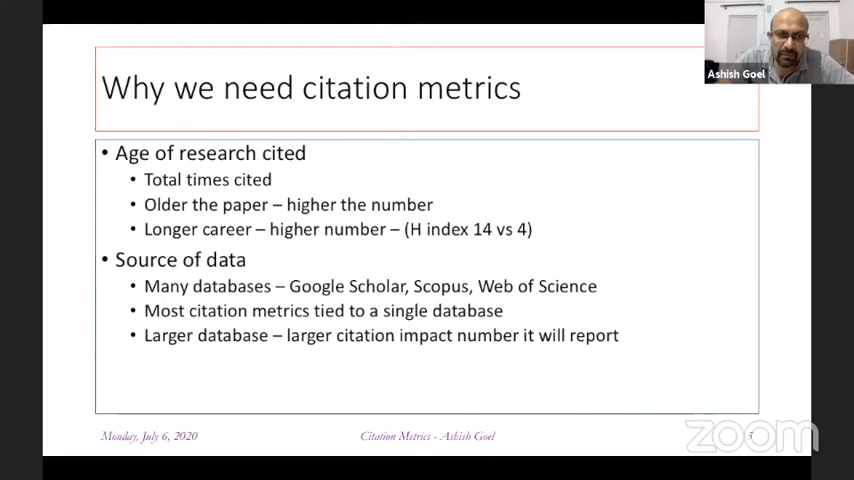 Why we need citation metrics
Ashish Goel
• Age of research cited
• Total times cited
• Older the paper – higher the number
• Longer career – higher number – (H index 14 vs 4)
• Source of data
• Many databases – Google Scholar, Scopus, Web of Science
• Most citation metrics tied to a single database
• Larger database – larger citation impact number it will report
Monday, July 6, 2020
Citation Metrics - Ashish Goel
zoom